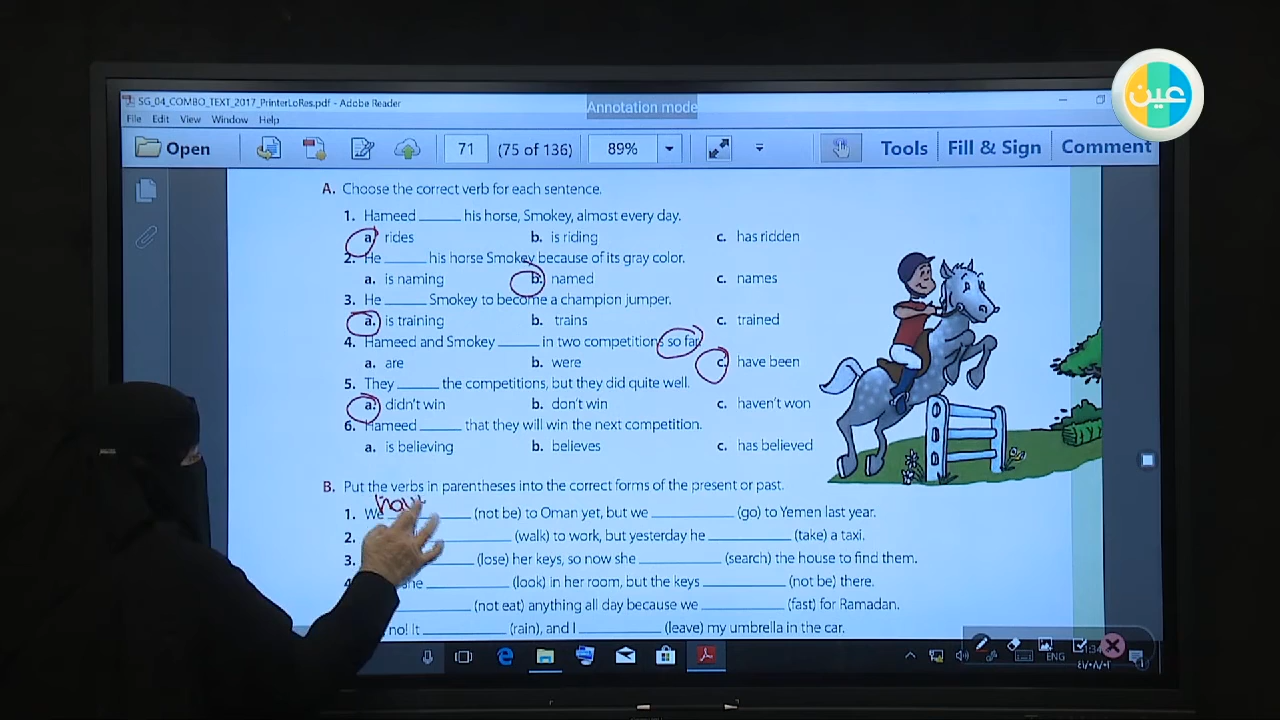 عين
SG_04_COMBO_TEXT_2017_PrinterLoRes.pdf - Adobe Reader
Annotation mode
File Edit View Window Help
Open 71 (75 of 136) 89% Tools Fill & Sign Comment
A. Choose the correct verb for each sentence.
1. Hameed ______ his horse, Smokey, almost every day.
a. rides b. is riding c. has ridden
2. He ______ his horse Smokey because of its gray color.
a. is naming b. named c. names
3. He ______ Smokey to become a champion jumper.
a. is training b. trains c. trained
4. Hameed and Smokey ______ in two competitions so far.
a. are b. were c. have been
5. They ______ the competitions, but they did quite well.
a. didn't win b. don't win c. haven't won
6. Hameed ______ that they will win the next competition.
a. is believing b. believes c. has believed
B. Put the verbs in parentheses into the correct forms of the present or past.
1. We ______ (not be) to Oman yet, but we ______ (go) to Yemen last year.
2. ______ (walk) to work, but yesterday he ______ (take) a taxi.
3. ______ (lose) her keys, so now she ______ (search) the house to find them.
______ (look) in her room, but the keys ______ (not be) there.
______ (not eat) anything all day because we ______ (fast) for Ramadan.
no! It ______ (rain), and I ______ (leave) my umbrella in the car.
ENG